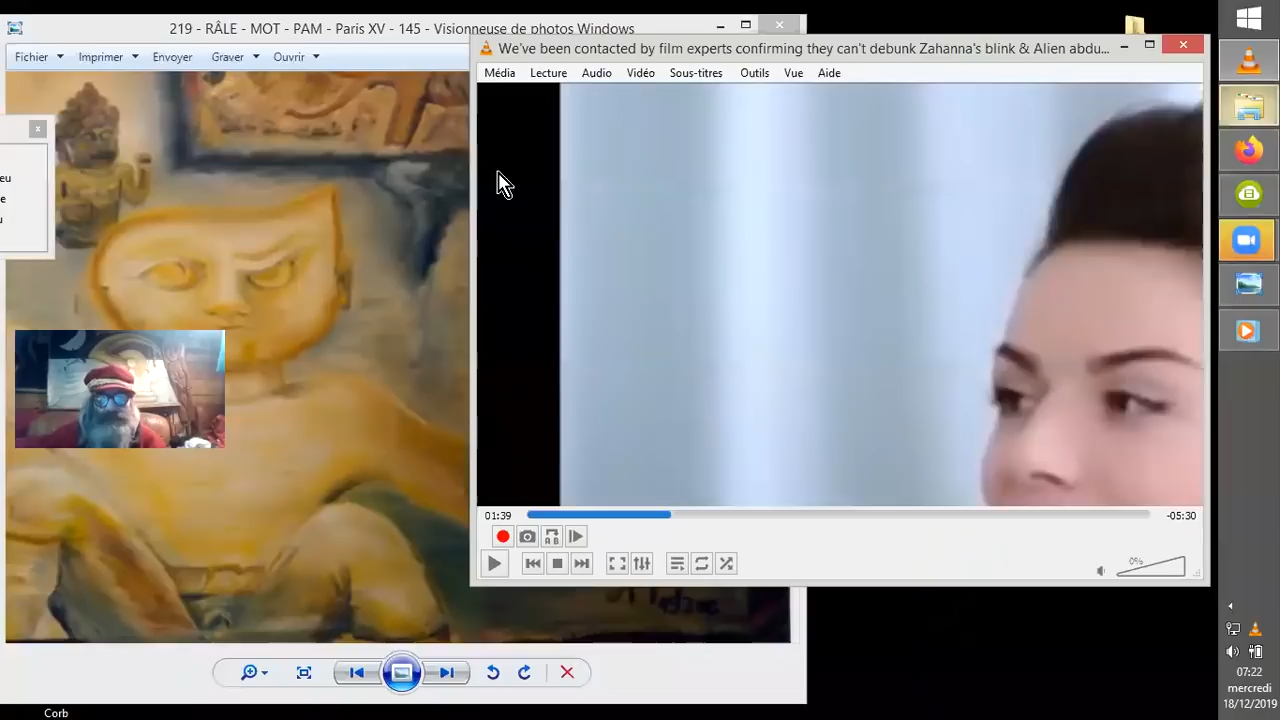 219 - RÂLE - MOT - PAM - Paris XV - 145 - Visionneuse de photos Windows
Fichier Imprimer Envoyer Graver Ouvrir
We've been contacted by film experts confirming they can't debunk Zahanna's blink & Alien abdu...
Média Lecture Audio Vidéo Sous-titres Outils Vue Aide
eu
e
u
01:39
-05:30
0%
07:22
mercredi
18/12/2019
Corb